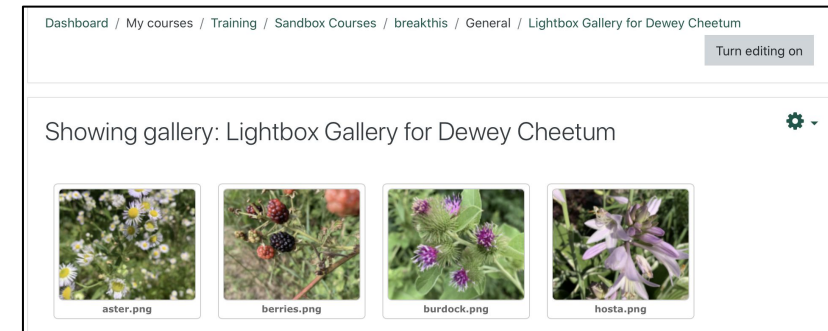 Dashboard / My courses / Training / Sandbox Courses / breakthis / General / Lightbox Gallery for Dewey Cheetum
Turn editing on
Showing gallery: Lightbox Gallery for Dewey Cheetum
aster.png berries.png burdock.png hosta.png